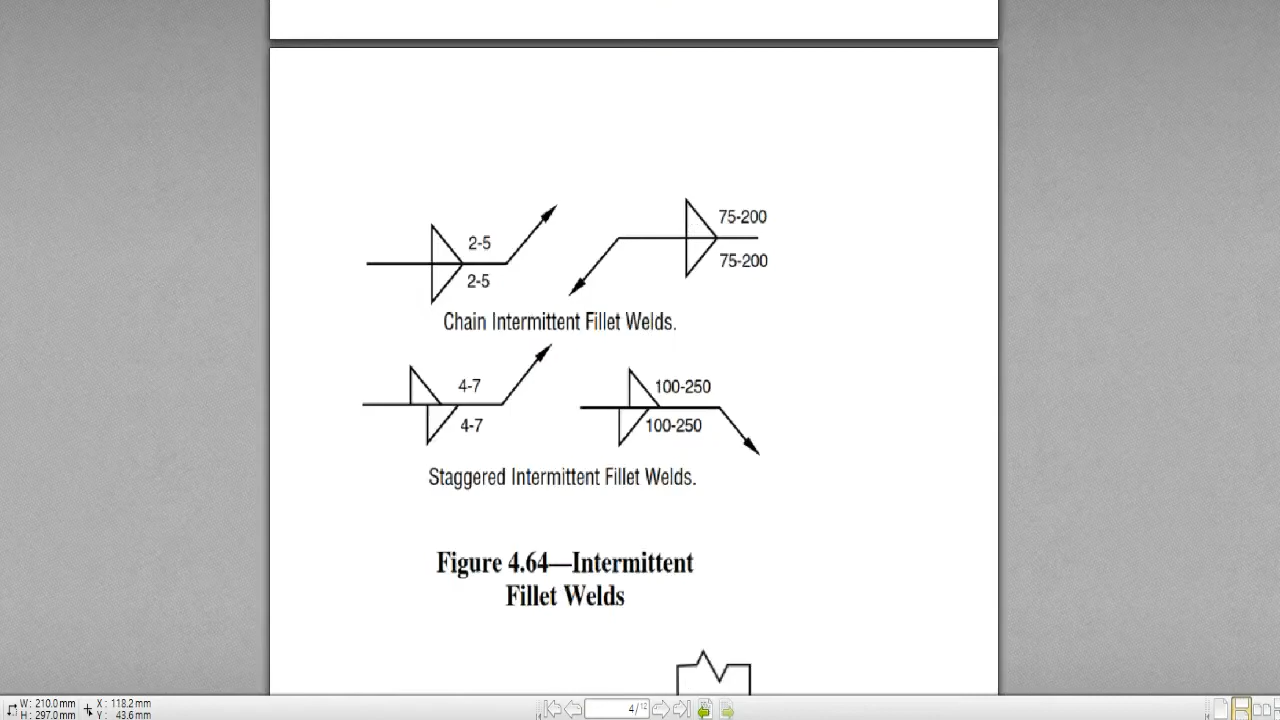 2-5
2-5
75-200
75-200
Chain Intermittent Fillet Welds.
4-7
4-7
100-250
100-250
Staggered Intermittent Fillet Welds.
Figure 4.64—Intermittent
Fillet Welds
W: 210.0mm
H: 297.0mm
X: 118.2mm
Y: 43.6mm
4/12